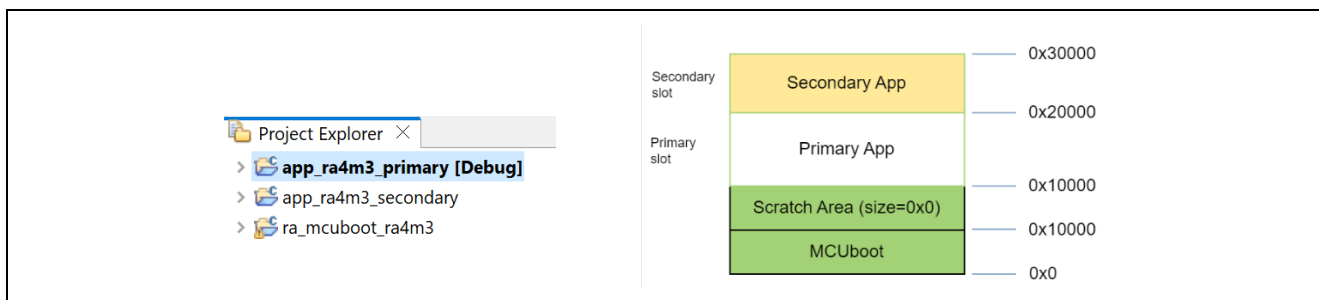 Project Explorer
app_ra4m3_primary [Debug]
app_ra4m3_secondary
ra_mcuboot_ra4m3
0x30000
Secondary
slot
Secondary App
0x20000
Primary
slot
Primary App
0x10000
Scratch Area (size=0x0)
0x10000
MCUboot
0x0